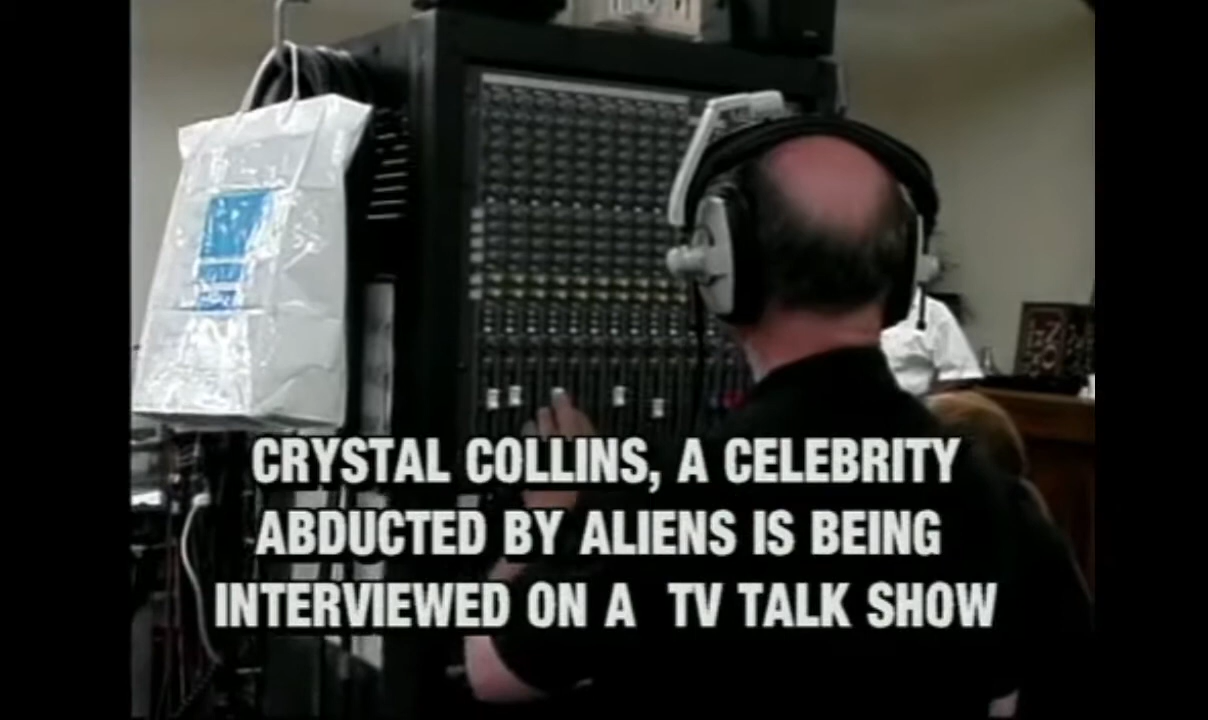 CRYSTAL COLLINS, A CELEBRITY
ABDUCTED BY ALIENS IS BEING
INTERVIEWED ON A TV TALK SHOW